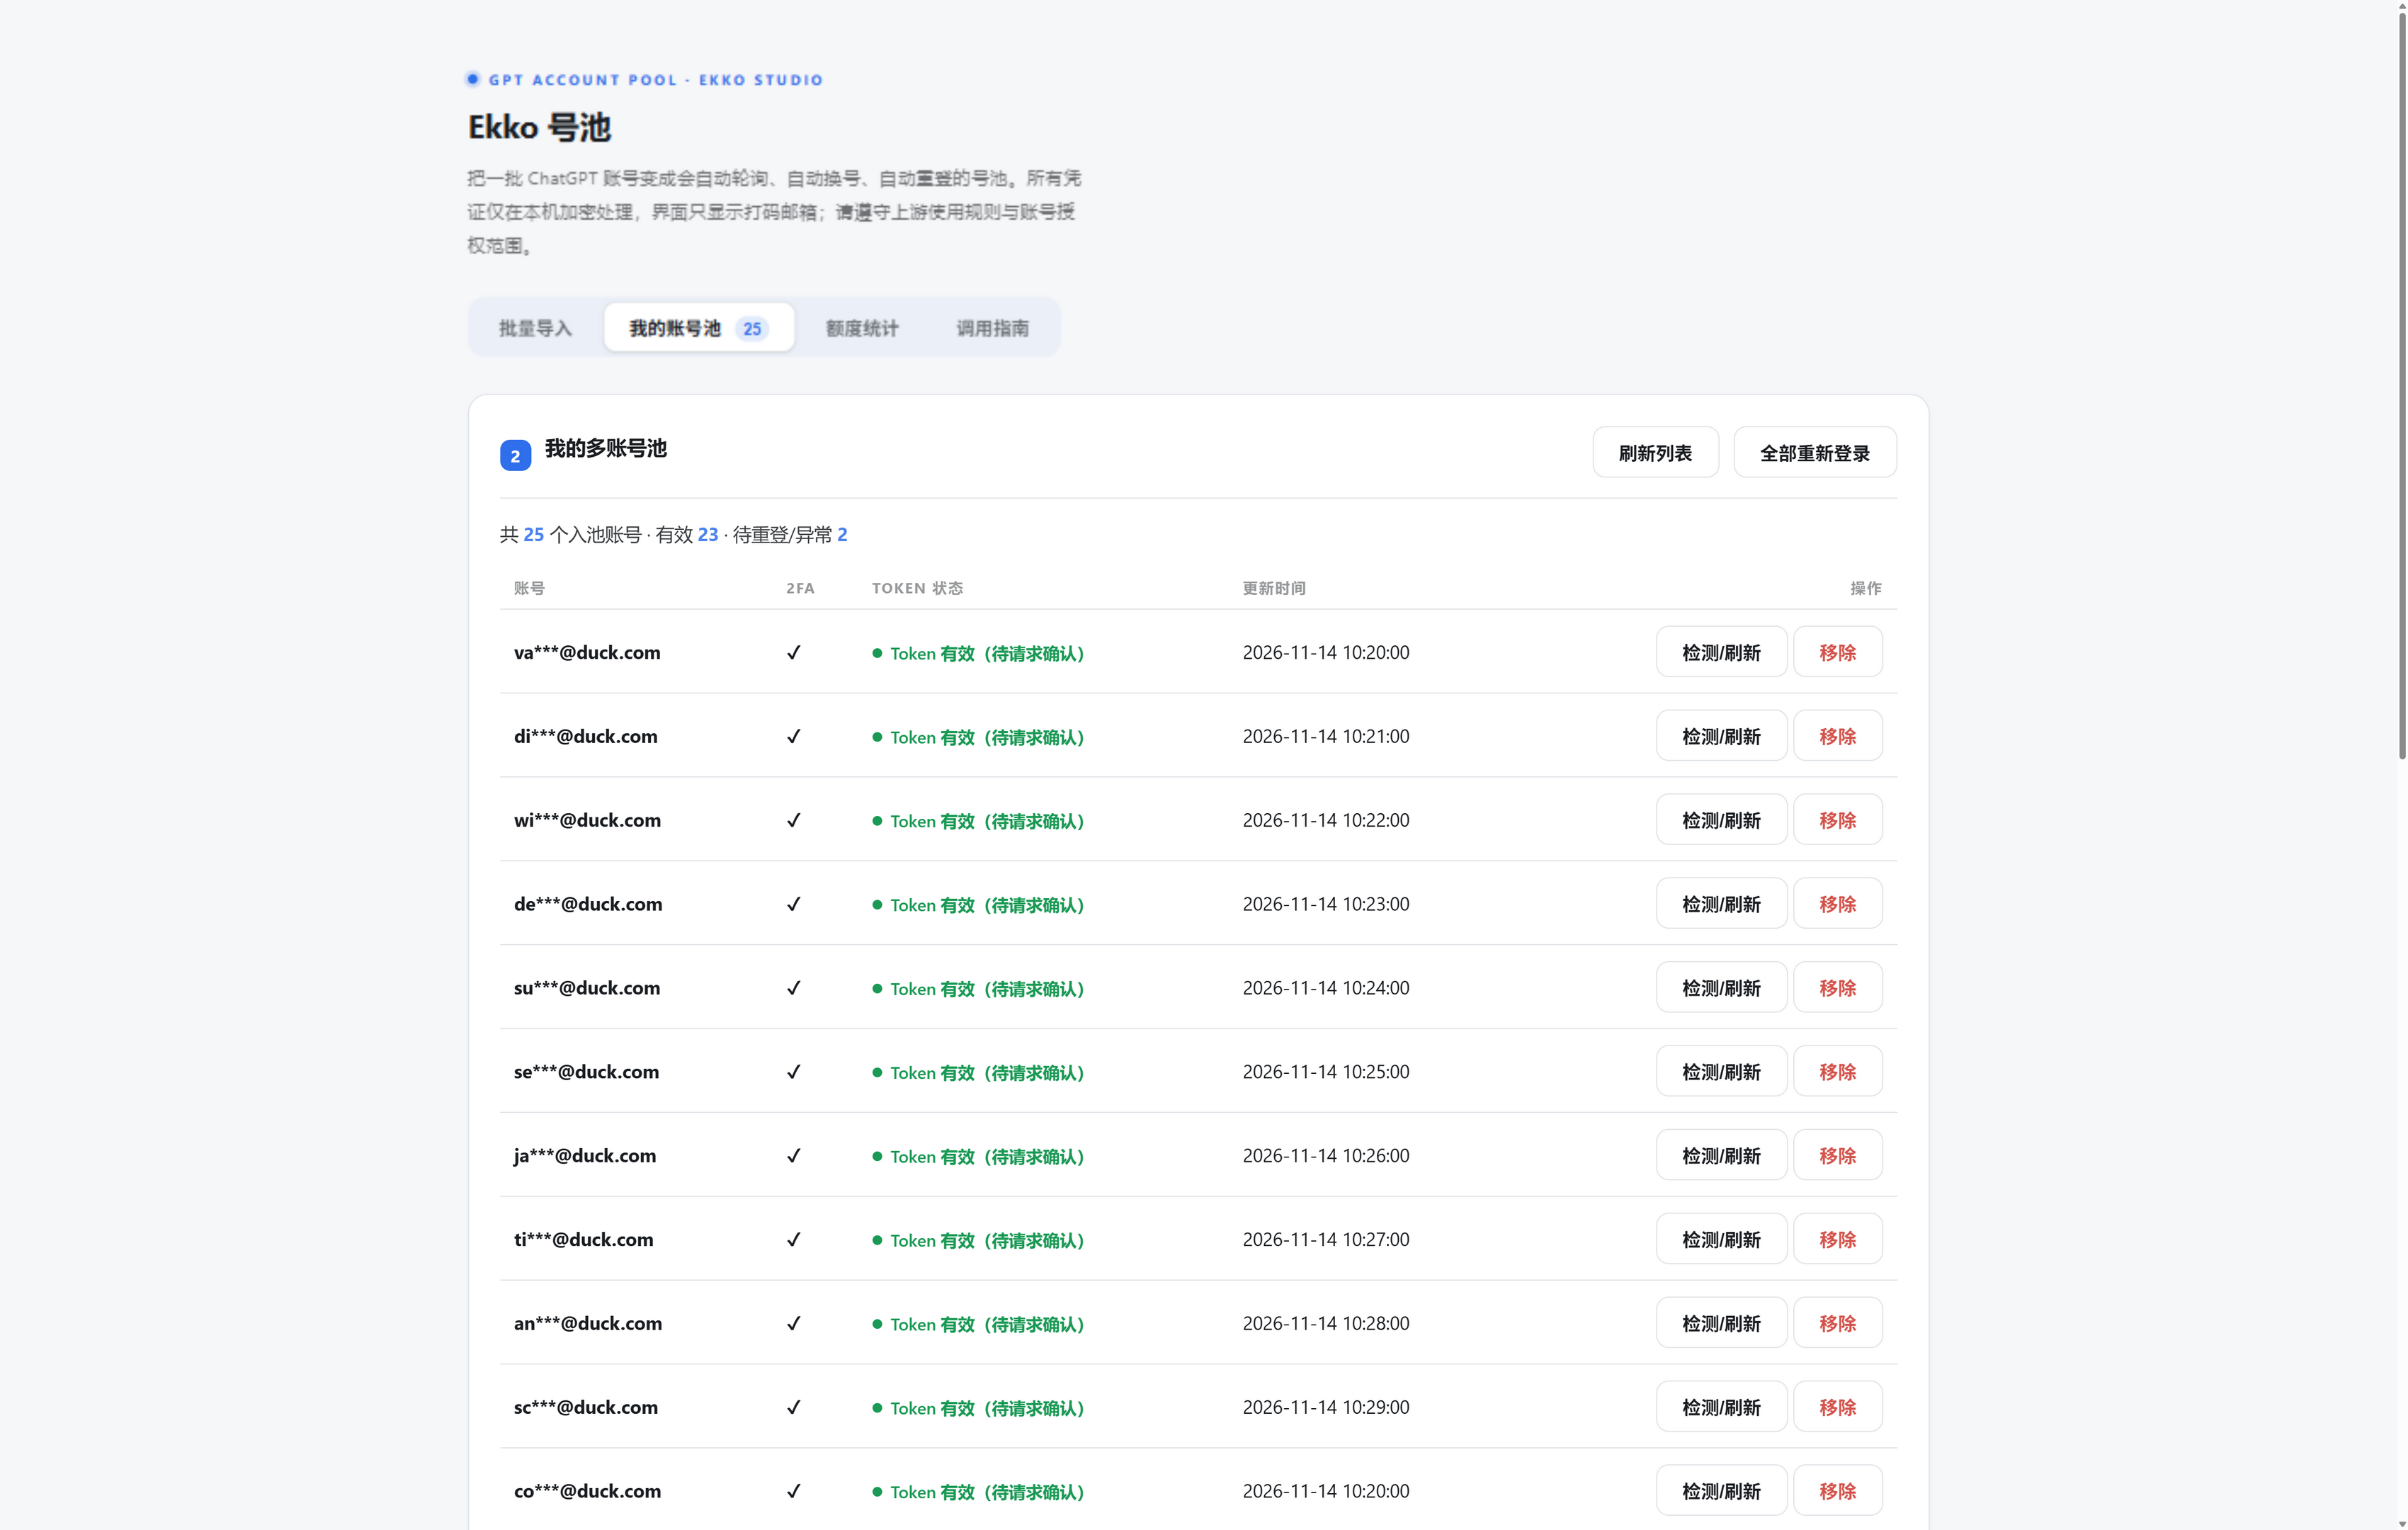 GPT ACCOUNT POOL · EKKO STUDIO
Ekko 号池
把一批 ChatGPT 账号变成会自动轮询、自动换号、自动重登的号池。所有凭
证仅在本机加密处理，界面只显示打码邮箱；请遵守上游使用规则与账号授
权范围。
批量导入 我的账号池 25 额度统计 调用指南
2 我的多账号池 刷新列表 全部重新登录
共 25 个入池账号 · 有效 23 · 待重登/异常 2
账号 2FA TOKEN 状态 更新时间 操作
va***@duck.com ✓ Token 有效（待请求确认） 2026-11-14 10:20:00 检测/刷新 移除
di***@duck.com ✓ Token 有效（待请求确认） 2026-11-14 10:21:00 检测/刷新 移除
wi***@duck.com ✓ Token 有效（待请求确认） 2026-11-14 10:22:00 检测/刷新 移除
de***@duck.com ✓ Token 有效（待请求确认） 2026-11-14 10:23:00 检测/刷新 移除
su***@duck.com ✓ Token 有效（待请求确认） 2026-11-14 10:24:00 检测/刷新 移除
se***@duck.com ✓ Token 有效（待请求确认） 2026-11-14 10:25:00 检测/刷新 移除
ja***@duck.com ✓ Token 有效（待请求确认） 2026-11-14 10:26:00 检测/刷新 移除
ti***@duck.com ✓ Token 有效（待请求确认） 2026-11-14 10:27:00 检测/刷新 移除
an***@duck.com ✓ Token 有效（待请求确认） 2026-11-14 10:28:00 检测/刷新 移除
sc***@duck.com ✓ Token 有效（待请求确认） 2026-11-14 10:29:00 检测/刷新 移除
co***@duck.com ✓ Token 有效（待请求确认） 2026-11-14 10:20:00 检测/刷新 移除